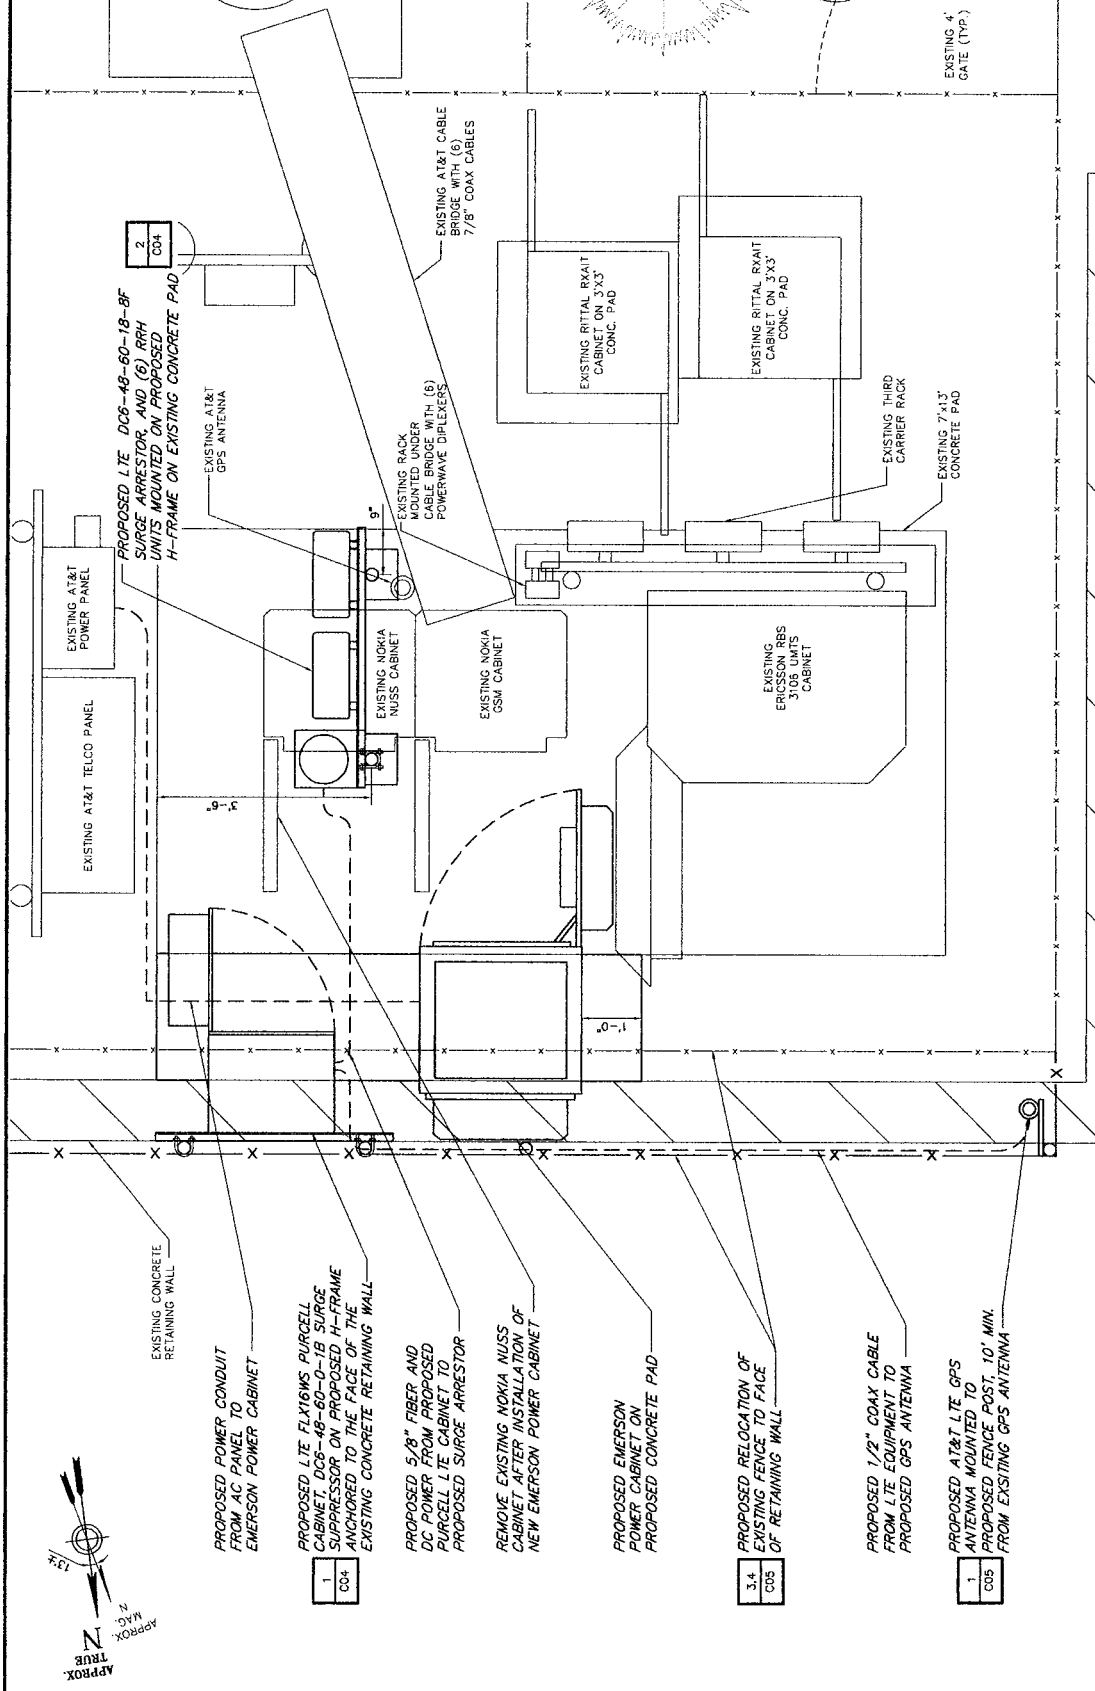 EXISTING 4'
GATE (TYP.)
2
C04
PROPOSED LTE DC6-48-60-18-8F
SURGE ARRESTOR, AND (6) RRH
UNITS MOUNTED ON PROPOSED
H-FRAME ON EXISTING CONCRETE PAD
EXISTING AT&T CABLE
BRIDGE WITH (6)
7/8" COAX CABLES
EXISTING AT&T
GPS ANTENNA
EXISTING RACK
MOUNTED UNDER
CABLE BRIDGE WITH (6)
POWERWAVE DIPLEXERS
EXISTING RITTAL RXAIT
CABINET ON 3'X3'
CONC. PAD
EXISTING RITTAL RXAIT
CABINET ON 3'X3'
CONC. PAD
EXISTING THIRD
CARRIER RACK
EXISTING 7'x13'
CONCRETE PAD
EXISTING AT&T
POWER PANEL
EXISTING AT&T TELCO PANEL
9"
3'-6"
EXISTING NOKIA
NUSS CABINET
EXISTING NOKIA
GSM CABINET
EXISTING
ERICSSON RBS
3106 UMTS
CABINET
1'-0"
EXISTING CONCRETE
RETAINING WALL
PROPOSED POWER CONDUIT
FROM AC PANEL TO
EMERSON POWER CABINET
1
C04
PROPOSED LTE FLX16WS PURCELL
CABINET, DC6-48-60-0-1B SURGE
SUPPRESSOR ON PROPOSED H-FRAME
ANCHORED TO THE FACE OF THE
EXISTING CONCRETE RETAINING WALL
PROPOSED 5/8" FIBER AND
DC POWER FROM PROPOSED
PURCELL LTE CABINET TO
PROPOSED SURGE ARRESTOR
REMOVE EXISTING NOKIA NUSS
CABINET AFTER INSTALLATION OF
NEW EMERSON POWER CABINET
PROPOSED EMERSON
POWER CABINET ON
PROPOSED CONCRETE PAD
3,4
C05
PROPOSED RELOCATION OF
EXISTING FENCE TO FACE
OF RETAINING WALL
PROPOSED 1/2" COAX CABLE
FROM LTE EQUIPMENT TO
PROPOSED GPS ANTENNA
1
C05
PROPOSED AT&T LTE GPS
ANTENNA MOUNTED TO
PROPOSED FENCE POST, 10' MIN.
FROM EXSITING GPS ANTENNA
13°±
APPROX.
MAG. N
APPROX.
TRUE
N